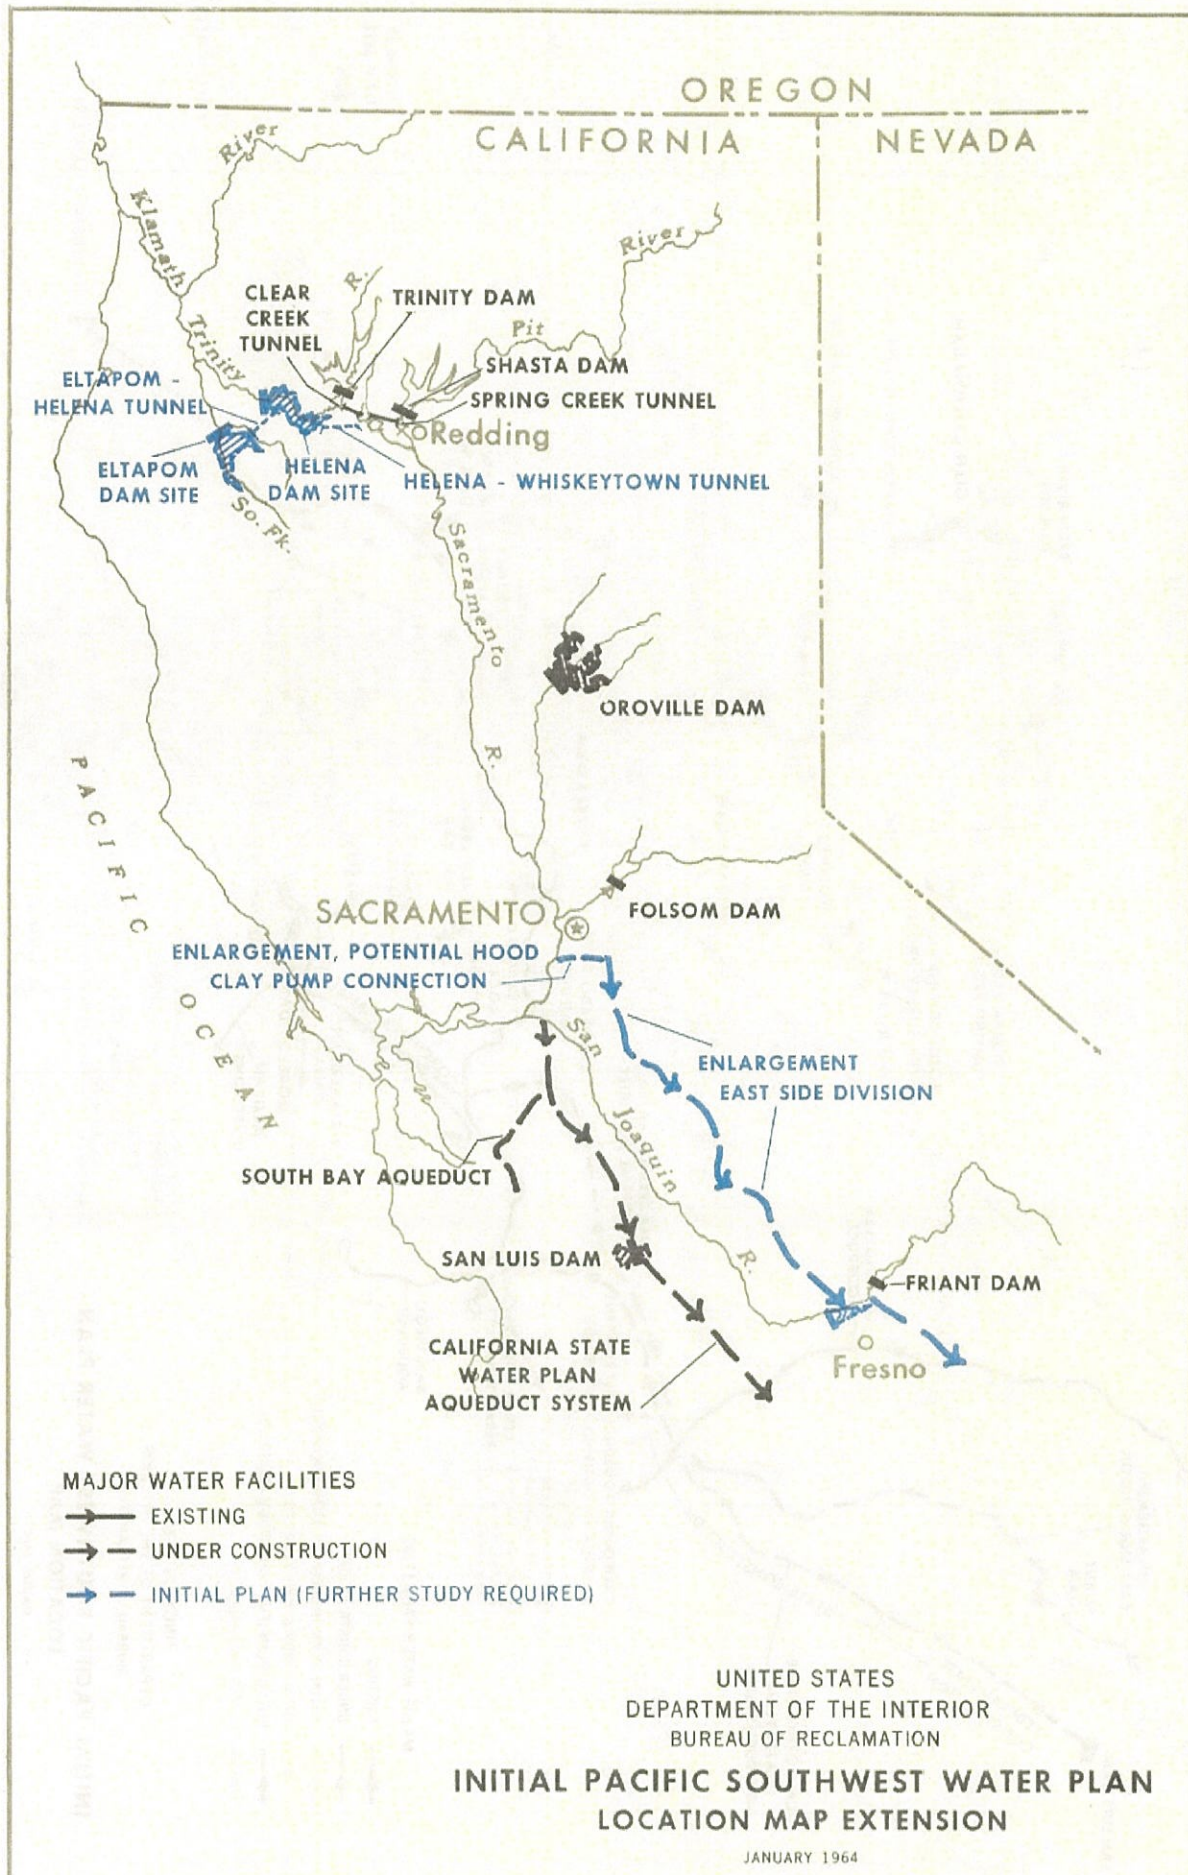 OREGON
CALIFORNIA
NEVADA
River
Klamath
River
R.
CLEAR
CREEK
TUNNEL
TRINITY DAM
Trinity
Pit
SHASTA DAM
ELTAPOM -
HELENA TUNNEL
SPRING CREEK TUNNEL
Redding
ELTAPOM
DAM SITE
HELENA
DAM SITE
HELENA - WHISKEYTOWN TUNNEL
So. Fk.
Sacramento
R.
OROVILLE DAM
PACIFIC
OCEAN
SACRAMENTO
FOLSOM DAM
ENLARGEMENT, POTENTIAL HOOD
CLAY PUMP CONNECTION
San
Joaquin
R.
ENLARGEMENT
EAST SIDE DIVISION
SOUTH BAY AQUEDUCT
SAN LUIS DAM
FRIANT DAM
CALIFORNIA STATE
WATER PLAN
AQUEDUCT SYSTEM
Fresno
MAJOR WATER FACILITIES
EXISTING
UNDER CONSTRUCTION
INITIAL PLAN (FURTHER STUDY REQUIRED)
UNITED STATES
DEPARTMENT OF THE INTERIOR
BUREAU OF RECLAMATION
INITIAL PACIFIC SOUTHWEST WATER PLAN
LOCATION MAP EXTENSION
JANUARY 1964